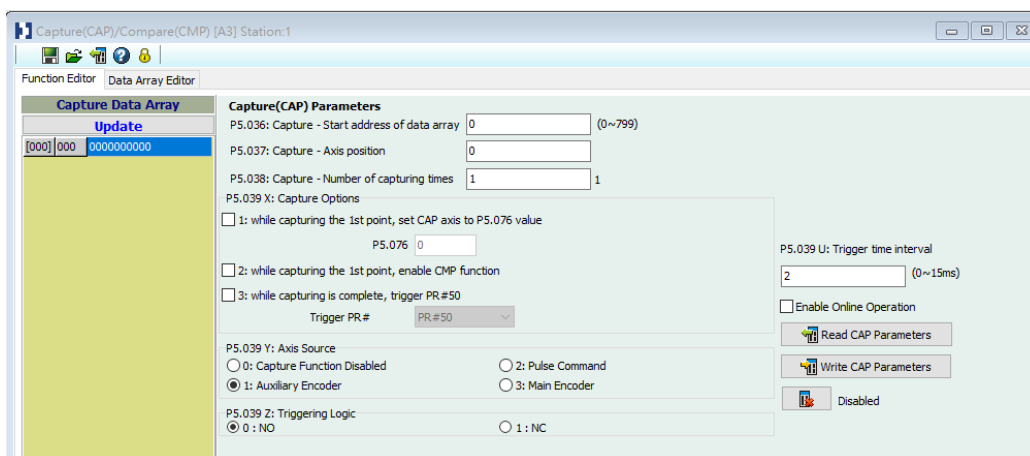 Capture(CAP)/Compare(CMP) [A3] Station:1
Function Editor Data Array Editor
Capture Data Array
Update
[000] 000 0000000000
Capture(CAP) Parameters
P5.036: Capture - Start address of data array 0 (0~799)
P5.037: Capture - Axis position 0
P5.038: Capture - Number of capturing times 1 1
P5.039 X: Capture Options
1: while capturing the 1st point, set CAP axis to P5.076 value
P5.076 0
2: while capturing the 1st point, enable CMP function
3: while capturing is complete, trigger PR#50
Trigger PR# PR#50
P5.039 Y: Axis Source
0: Capture Function Disabled 2: Pulse Command
1: Auxiliary Encoder 3: Main Encoder
P5.039 Z: Triggering Logic
0 : NO 1 : NC
P5.039 U: Trigger time interval
2 (0~15ms)
Enable Online Operation
Read CAP Parameters
Write CAP Parameters
Disabled